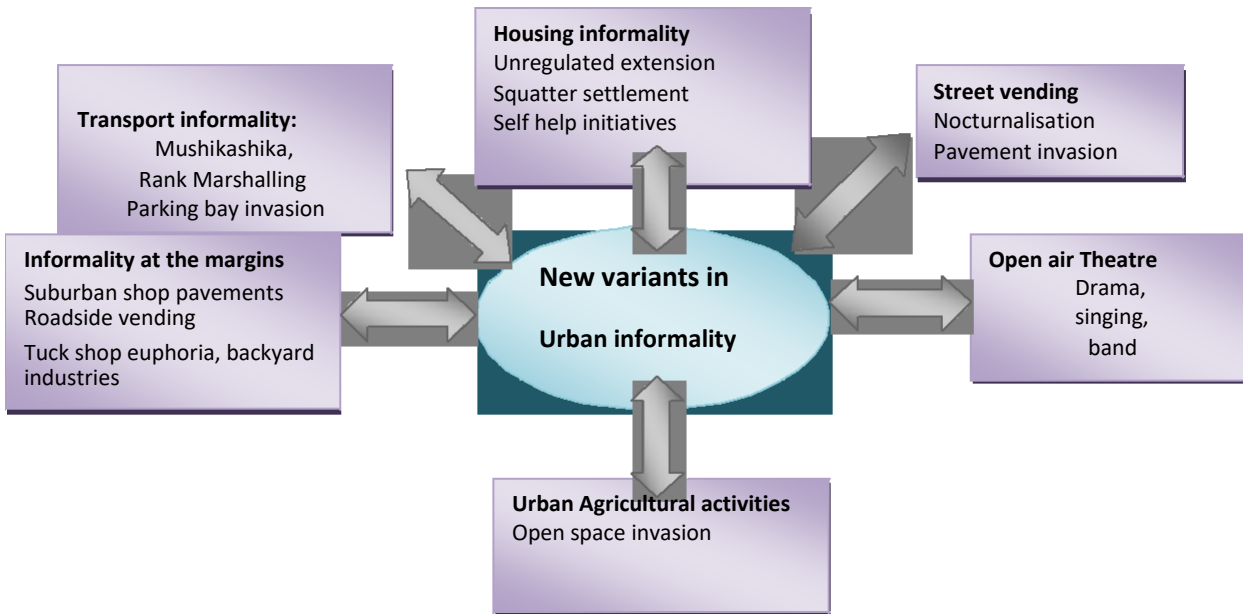 Housing informality
Unregulated extension
Squatter settlement
Self help initiatives
Transport informality:
Mushikashika,
Rank Marshalling
Parking bay invasion
Street vending
Nocturnalisation
Pavement invasion
Informality at the margins
Suburban shop pavements
Roadside vending
Tuck shop euphoria, backyard
industries
New variants in
Urban informality
Open air Theatre
Drama,
singing,
band
Urban Agricultural activities
Open space invasion